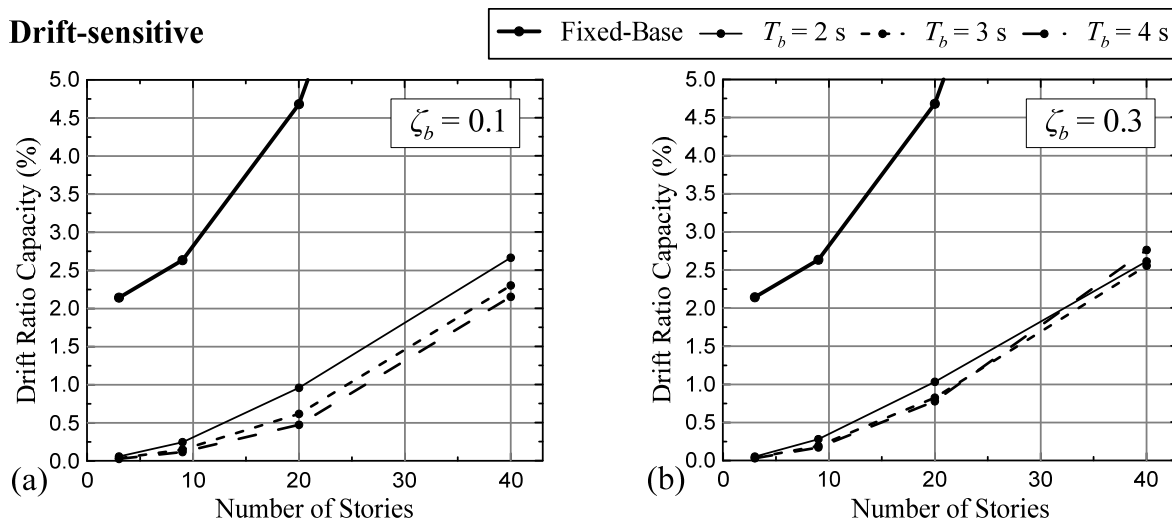 Drift-sensitive
Fixed-Base T_b = 2 s T_b = 3 s T_b = 4 s
5.0
4.5
4.0
3.5
3.0
2.5
2.0
1.5
1.0
0.5
0.0
Drift Ratio Capacity (%)
ζ_b = 0.1
0 10 20 30 40
Number of Stories
(a)
5.0
4.5
4.0
3.5
3.0
2.5
2.0
1.5
1.0
0.5
0.0
Drift Ratio Capacity (%)
ζ_b = 0.3
0 10 20 30 40
Number of Stories
(b)